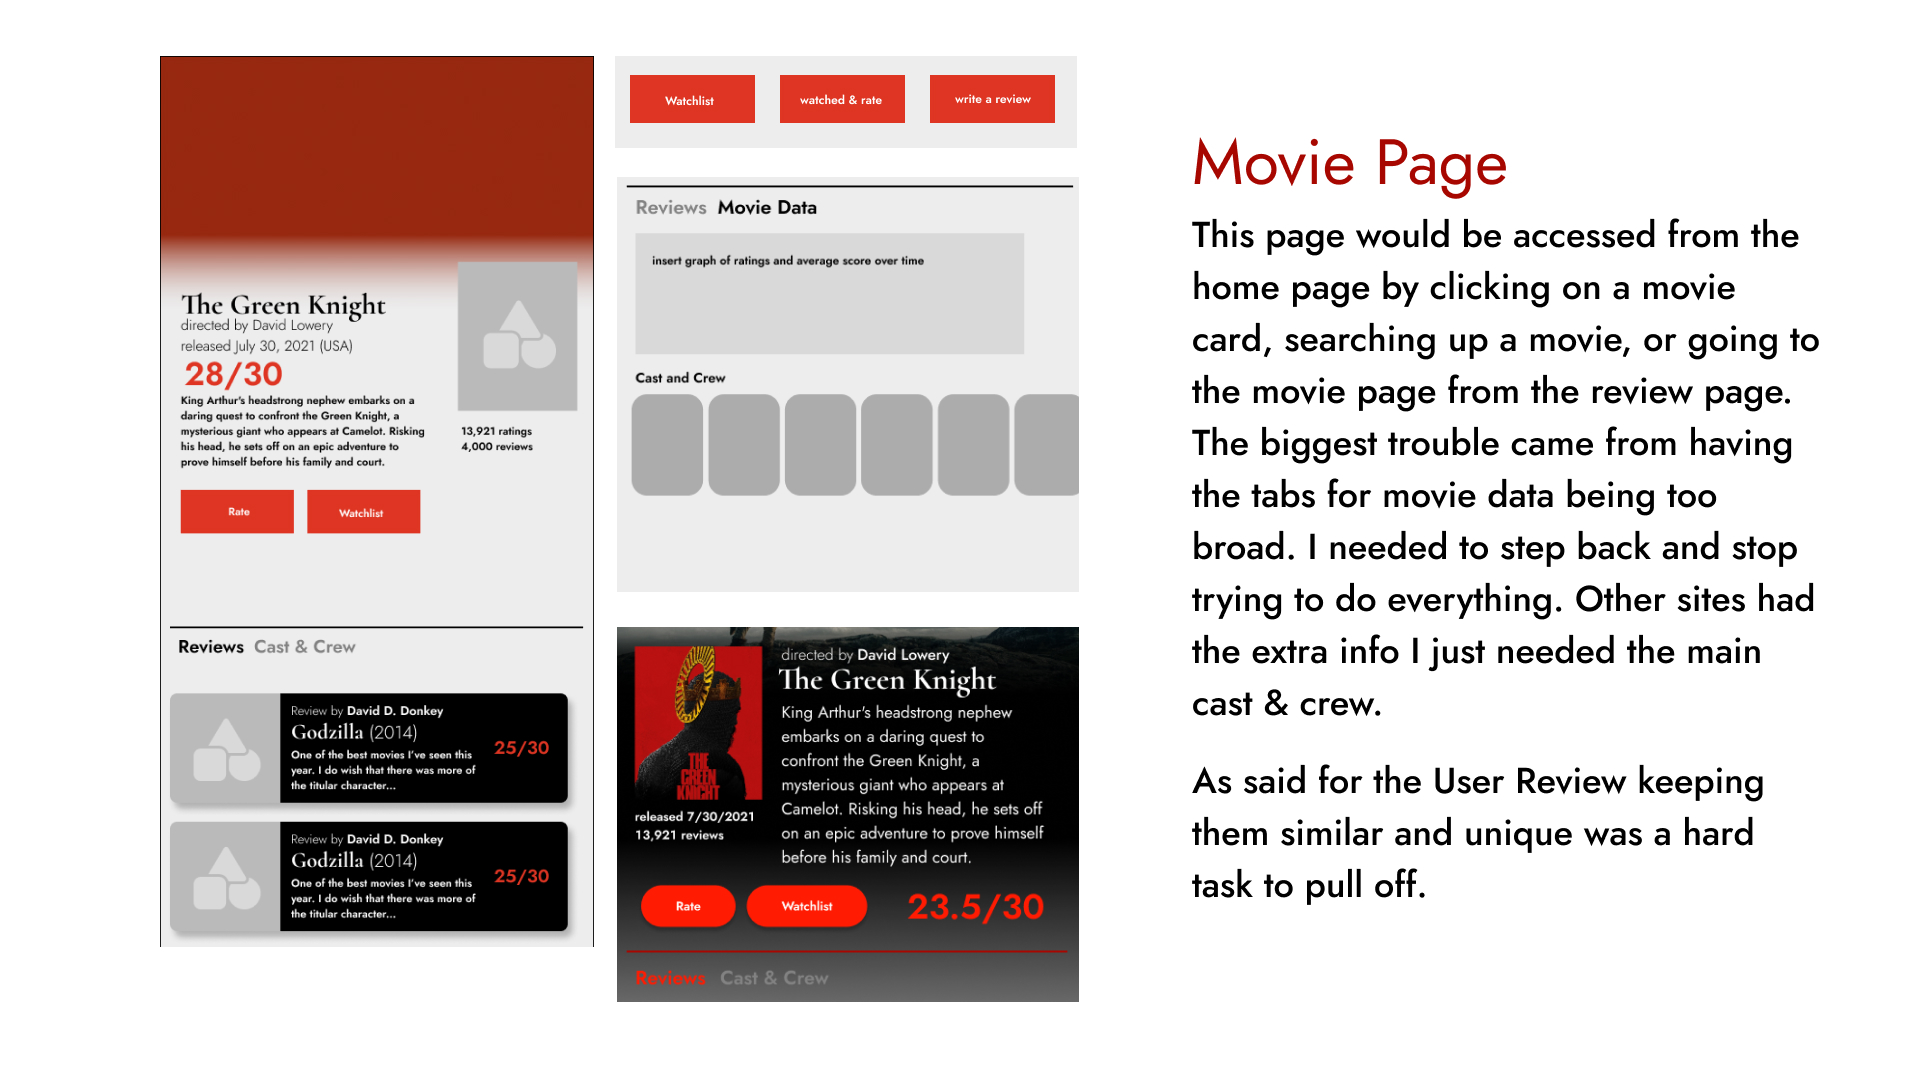 The Green Knight
directed by David Lowery
released July 30, 2021 (USA)
28/30
King Arthur's headstrong nephew embarks on a
daring quest to confront the Green Knight, a
mysterious giant who appears at Camelot. Risking
his head, he sets off on an epic adventure to
prove himself before his family and court.
13,921 ratings
4,000 reviews
Rate
Watchlist
Reviews Cast & Crew
Review by David D. Donkey
Godzilla (2014)
One of the best movies I've seen this
year. I do wish that there was more of
the titular character...
25/30
Review by David D. Donkey
Godzilla (2014)
One of the best movies I've seen this
year. I do wish that there was more of
the titular character...
25/30
Watchlist
watched & rate
write a review
Reviews Movie Data
insert graph of ratings and average score over time
Cast and Crew
THE
GREEN
KNIGHT
released 7/30/2021
13,921 reviews
directed by David Lowery
The Green Knight
King Arthur's headstrong nephew
embarks on a daring quest to
confront the Green Knight, a
mysterious giant who appears at
Camelot. Risking his head, he sets off
on an epic adventure to prove himself
before his family and court.
Rate
Watchlist
23.5/30
Reviews Cast & Crew
Movie Page
This page would be accessed from the
home page by clicking on a movie
card, searching up a movie, or going to
the movie page from the review page.
The biggest trouble came from having
the tabs for movie data being too
broad. I needed to step back and stop
trying to do everything. Other sites had
the extra info I just needed the main
cast & crew.
As said for the User Review keeping
them similar and unique was a hard
task to pull off.